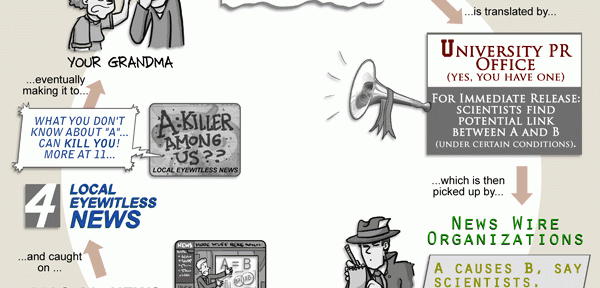 ...is translated by...
UNIVERSITY PR
OFFICE
(YES, YOU HAVE ONE)
FOR IMMEDIATE RELEASE:
SCIENTISTS FIND
POTENTIAL LINK
BETWEEN A AND B
(UNDER CERTAIN CONDITIONS).
...which is then
picked up by...
NEWS WIRE
ORGANIZATIONS
A CAUSES B, SAY
SCIENTISTS.
...and caught
on ...
NEWS
A=B
4 LOCAL
EYEWITLESS
NEWS
WHAT YOU DON'T
KNOW ABOUT "A"...
CAN KILL YOU!
MORE AT 11...
A: KILLER
AMONG
US??
LOCAL EYEWITLESS NEWS
...eventually
making it to...
YOUR GRANDMA